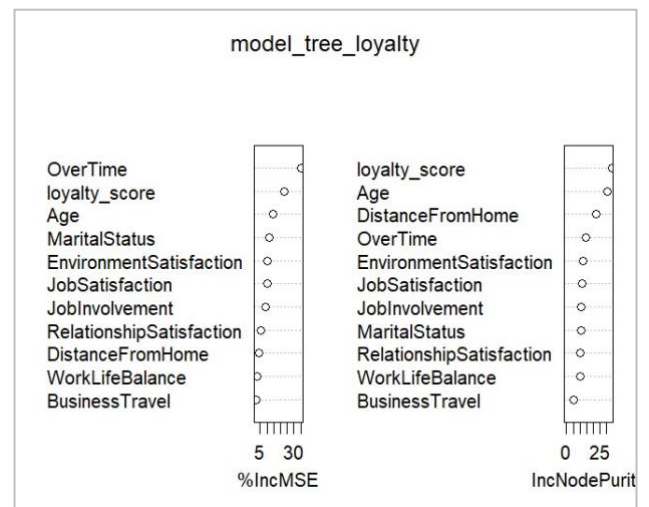 model_tree_loyalty
OverTime
loyalty_score
Age
MaritalStatus
EnvironmentSatisfaction
JobSatisfaction
JobInvolvement
RelationshipSatisfaction
DistanceFromHome
WorkLifeBalance
BusinessTravel
5 30
%IncMSE
loyalty_score
Age
DistanceFromHome
OverTime
EnvironmentSatisfaction
JobSatisfaction
JobInvolvement
MaritalStatus
RelationshipSatisfaction
WorkLifeBalance
BusinessTravel
0 25
IncNodePurit